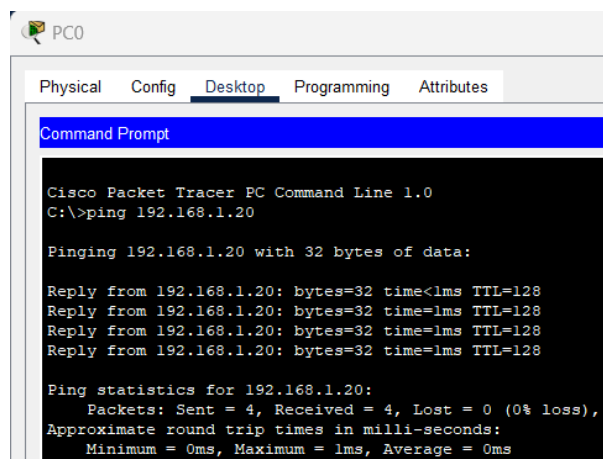 PC0
Physical Config Desktop Programming Attributes
Command Prompt
Cisco Packet Tracer PC Command Line 1.0
C:\>ping 192.168.1.20
Pinging 192.168.1.20 with 32 bytes of data:
Reply from 192.168.1.20: bytes=32 time<1ms TTL=128
Reply from 192.168.1.20: bytes=32 time=1ms TTL=128
Reply from 192.168.1.20: bytes=32 time=1ms TTL=128
Reply from 192.168.1.20: bytes=32 time=1ms TTL=128
Ping statistics for 192.168.1.20:
Packets: Sent = 4, Received = 4, Lost = 0 (0% loss),
Approximate round trip times in milli-seconds:
Minimum = 0ms, Maximum = 1ms, Average = 0ms